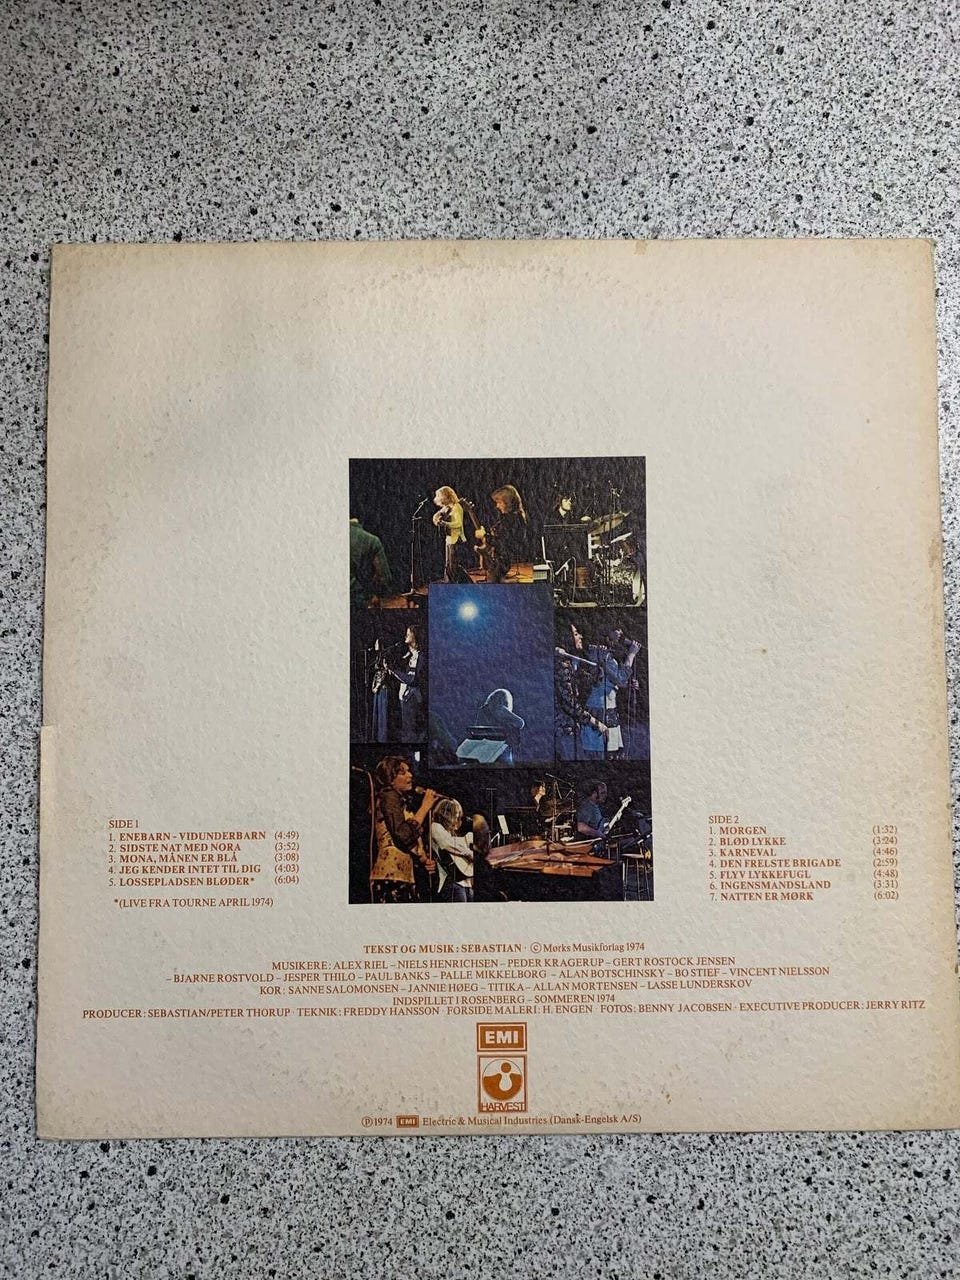 SIDE 1
1. ENEBARN - VIDUNDERBARN (4:49)
2. SIDSTE NAT MED NORA (3:52)
3. MONA, MÅNEN ER BLÅ (3:08)
4. JEG KENDER INTET TIL DIG (4:03)
5. LOSSEPLADSEN BLØDER* (6:04)
*(LIVE FRA TOURNE APRIL 1974)
SIDE 2
1. MORGEN (1:32)
2. BLØD LYKKE (3:24)
3. KARNEVAL (4:46)
4. DEN FRELSTE BRIGADE (2:59)
5. FLYV LYKKEFUGL (4:48)
6. INGENSMANDSLAND (3:31)
7. NATTEN ER MØRK (6:02)
TEKST OG MUSIK: SEBASTIAN · © Mørks Musikforlag 1974
MUSIKERE: ALEX RIEL – NIELS HENRICHSEN – PEDER KRAGERUP – GERT ROSTOCK JENSEN
– BJARNE ROSTVOLD – JESPER THILO – PAUL BANKS – PALLE MIKKELBORG – ALAN BOTSCHINSKY – BO STIEF – VINCENT NIELSSON
KOR: SANNE SALOMONSEN – JANNIE HØEG – TITIKA – ALLAN MORTENSEN – LASSE LUNDERSKOV
INDSPILLET I ROSENBERG – SOMMEREN 1974
PRODUCER: SEBASTIAN/PETER THORUP · TEKNIK: FREDDY HANSSON · FORSIDE MALERI: H. ENGEN · FOTOS: BENNY JACOBSEN · EXECUTIVE PRODUCER: JERRY RITZ
EMI
HARVEST
℗ 1974 EMI Electric & Musical Industries (Dansk-Engelsk A/S)